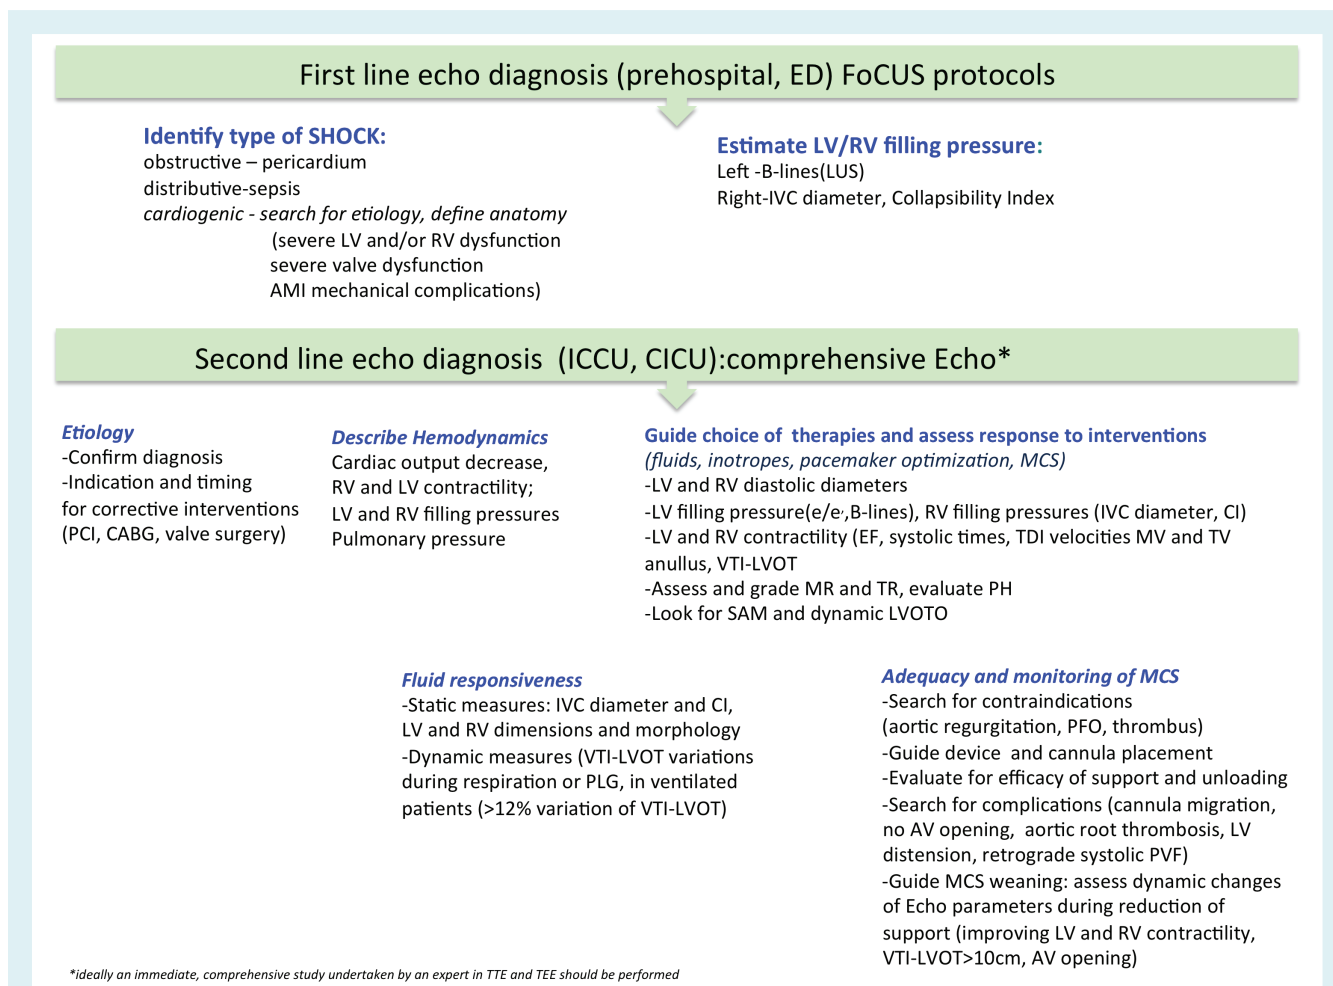 First line echo diagnosis (prehospital, ED) FoCUS protocols
Identify type of SHOCK:
obstructive – pericardium
distributive-sepsis
cardiogenic - search for etiology, define anatomy
(severe LV and/or RV dysfunction
severe valve dysfunction
AMI mechanical complications)
Estimate LV/RV filling pressure:
Left -B-lines(LUS)
Right-IVC diameter, Collapsibility Index
Second line echo diagnosis (ICCU, CICU):comprehensive Echo*
Etiology
-Confirm diagnosis
-Indication and timing
for corrective interventions
(PCI, CABG, valve surgery)
Describe Hemodynamics
Cardiac output decrease,
RV and LV contractility;
LV and RV filling pressures
Pulmonary pressure
Guide choice of therapies and assess response to interventions
(fluids, inotropes, pacemaker optimization, MCS)
-LV and RV diastolic diameters
-LV filling pressure(e/e′,B-lines), RV filling pressures (IVC diameter, CI)
-LV and RV contractility (EF, systolic times, TDI velocities MV and TV
anullus, VTI-LVOT
-Assess and grade MR and TR, evaluate PH
-Look for SAM and dynamic LVOTO
Fluid responsiveness
-Static measures: IVC diameter and CI,
LV and RV dimensions and morphology
-Dynamic measures (VTI-LVOT variations
during respiration or PLG, in ventilated
patients (>12% variation of VTI-LVOT)
Adequacy and monitoring of MCS
-Search for contraindications
(aortic regurgitation, PFO, thrombus)
-Guide device and cannula placement
-Evaluate for efficacy of support and unloading
-Search for complications (cannula migration,
no AV opening, aortic root thrombosis, LV
distension, retrograde systolic PVF)
-Guide MCS weaning: assess dynamic changes
of Echo parameters during reduction of
support (improving LV and RV contractility,
VTI-LVOT>10cm, AV opening)
*ideally an immediate, comprehensive study undertaken by an expert in TTE and TEE should be performed